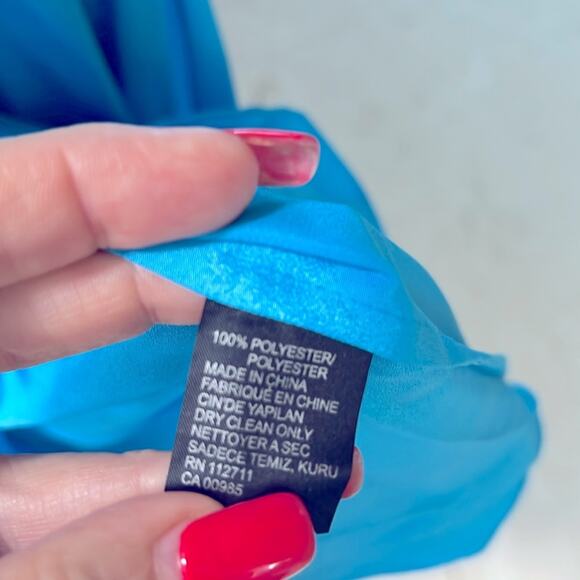 100% POLYESTER/
POLYESTER
MADE IN CHINA
FABRIQUÉ EN CHINE
CIN'DE YAPILAN
DRY CLEAN ONLY
NETTOYER A SEC
SADECE TEMIZ, KURU
RN 112711
CA 00985